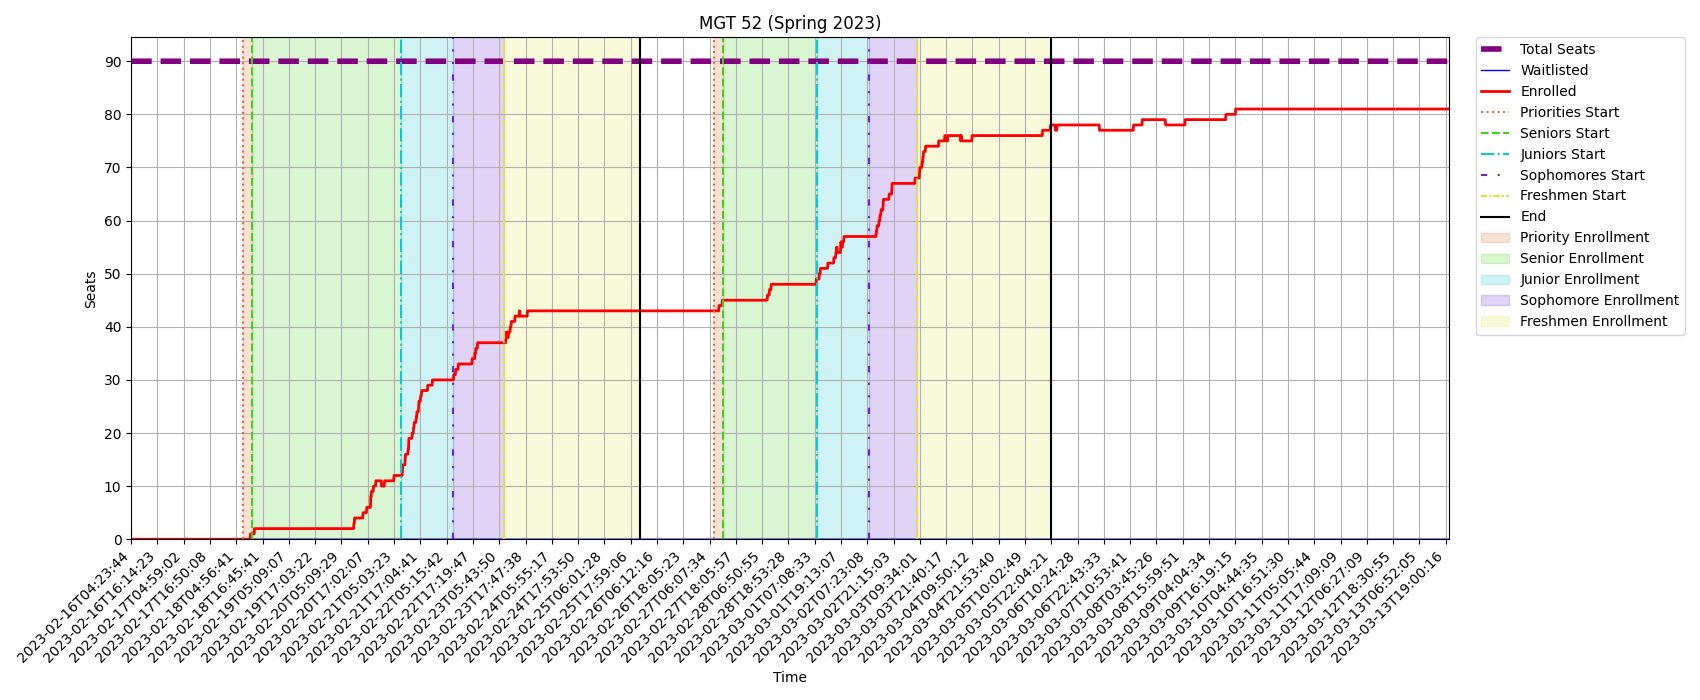 MGT 52 (Spring 2023)
Seats
90
80
70
60
50
40
30
20
10
0
2023-02-16T04:23:44
2023-02-16T16:14:23
2023-02-17T04:59:02
2023-02-17T16:50:08
2023-02-18T04:56:41
2023-02-18T16:45:41
2023-02-19T05:09:07
2023-02-19T17:03:22
2023-02-20T05:09:29
2023-02-20T17:02:07
2023-02-21T05:03:23
2023-02-21T17:04:41
2023-02-22T05:15:42
2023-02-22T17:19:47
2023-02-23T05:43:50
2023-02-23T17:47:38
2023-02-24T05:55:17
2023-02-24T17:53:50
2023-02-25T06:01:28
2023-02-25T17:59:06
2023-02-26T06:12:16
2023-02-26T18:05:23
2023-02-27T06:07:34
2023-02-27T18:05:57
2023-02-28T06:50:55
2023-02-28T18:53:28
2023-03-01T07:08:33
2023-03-01T19:13:07
2023-03-02T07:23:08
2023-03-02T21:15:03
2023-03-03T09:34:01
2023-03-03T21:40:17
2023-03-04T09:50:12
2023-03-04T21:53:40
2023-03-05T10:02:49
2023-03-05T22:04:21
2023-03-06T10:24:28
2023-03-06T22:43:33
2023-03-07T10:53:41
2023-03-08T03:45:26
2023-03-08T15:59:51
2023-03-09T04:04:34
2023-03-09T16:19:15
2023-03-10T04:44:35
2023-03-10T16:51:30
2023-03-11T05:05:44
2023-03-11T17:09:09
2023-03-12T06:27:09
2023-03-12T18:30:55
2023-03-13T06:52:05
2023-03-13T19:00:16
Time
Total Seats
Waitlisted
Enrolled
Priorities Start
Seniors Start
Juniors Start
Sophomores Start
Freshmen Start
End
Priority Enrollment
Senior Enrollment
Junior Enrollment
Sophomore Enrollment
Freshmen Enrollment